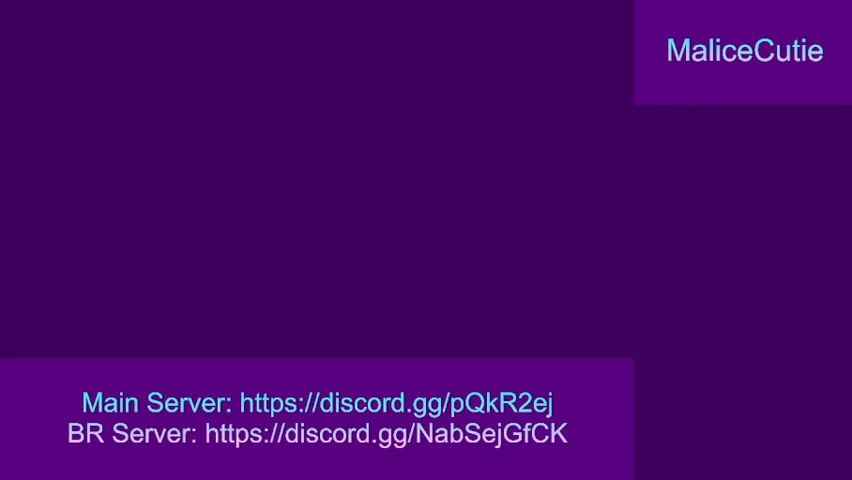 MaliceCutie
Main Server: https://discord.gg/pQkR2ej
BR Server: https://discord.gg/NabSejGfCK